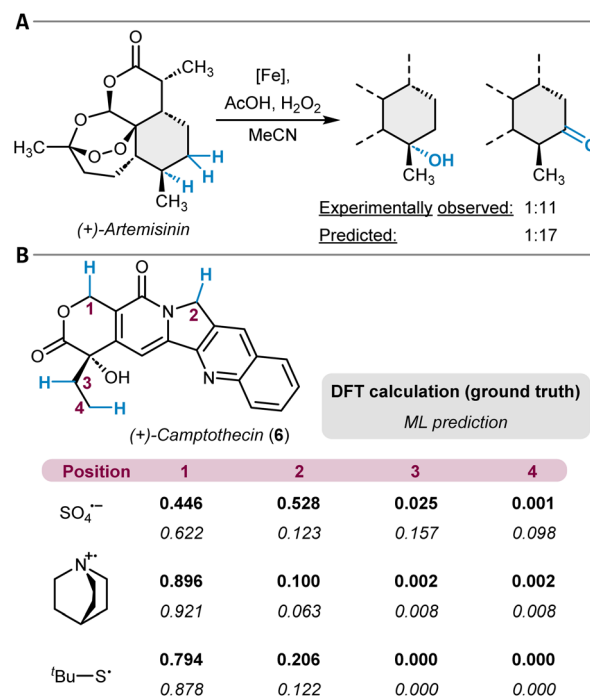 A
O
O
CH₃
O
O
H₃C
O
O
H
H
H
CH₃
(+)-Artemisinin
[Fe],
AcOH, H₂O₂
MeCN
OH
CH₃
O
CH₃
Experimentally observed: 1:11
Predicted: 1:17
B
H
O
H
1
O
N
2
O
3
OH
N
H
4
H
(+)-Camptothecin (6)
DFT calculation (ground truth)
ML prediction
Position 1 2 3 4
SO₄•− 0.446 0.528 0.025 0.001
0.622 0.123 0.157 0.098
N+• 0.896 0.100 0.002 0.002
0.921 0.063 0.008 0.008
ᵗBu—S• 0.794 0.206 0.000 0.000
0.878 0.122 0.000 0.000